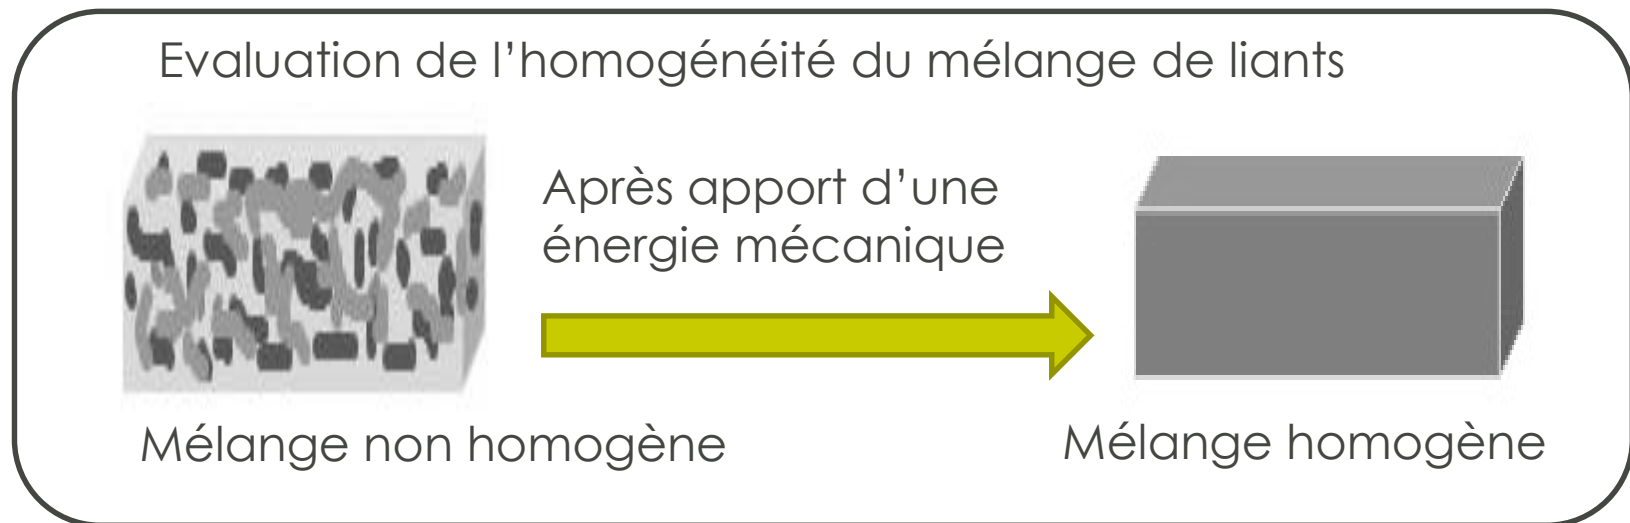 Evaluation de l’homogénéité du mélange de liants
Après apport d’une
énergie mécanique
Mélange non homogène
Mélange homogène